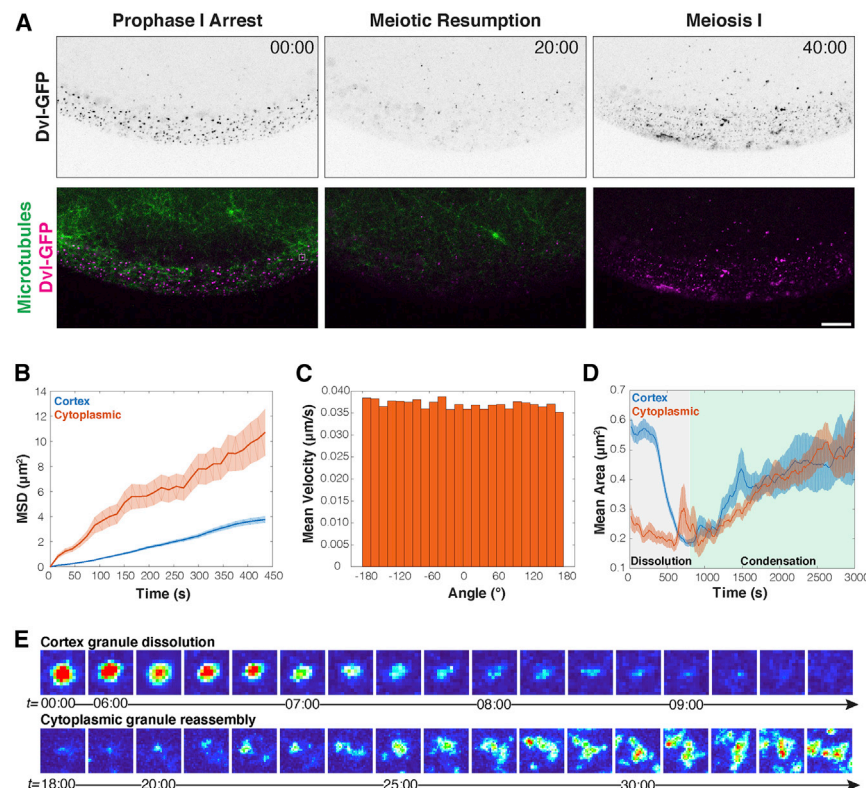 A
Prophase I Arrest
Meiotic Resumption
Meiosis I
Dvl-GFP
00:00
20:00
40:00
Microtubules
Dvl-GFP
B
Cortex
Cytoplasmic
MSD (µm²)
14
12
10
8
6
4
2
0
0 50 100 150 200 250 300 350 400 450
Time (s)
C
Mean Velocity (µm/s)
0.040
0.035
0.030
0.025
0.020
0.015
0.010
0.005
0
-180 -120 -60 0 60 120 180
Angle (°)
D
Cortex
Cytoplasmic
Mean Area (µm²)
0.7
0.6
0.5
0.4
0.3
0.2
0.1
Dissolution
Condensation
0 500 1000 1500 2000 2500 3000
Time (s)
E
Cortex granule dissolution
t= 00:00 06:00 07:00 08:00 09:00
Cytoplasmic granule reassembly
t= 18:00 20:00 25:00 30:00